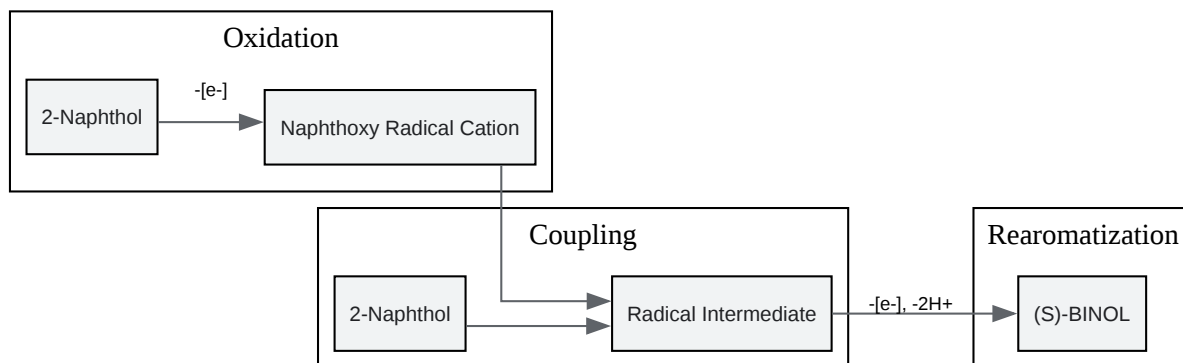 Oxidation
2-Naphthol
-[e-]
Naphthoxy Radical Cation
Coupling
2-Naphthol
Radical Intermediate
-[e-], -2H+
Rearomatization
(S)-BINOL